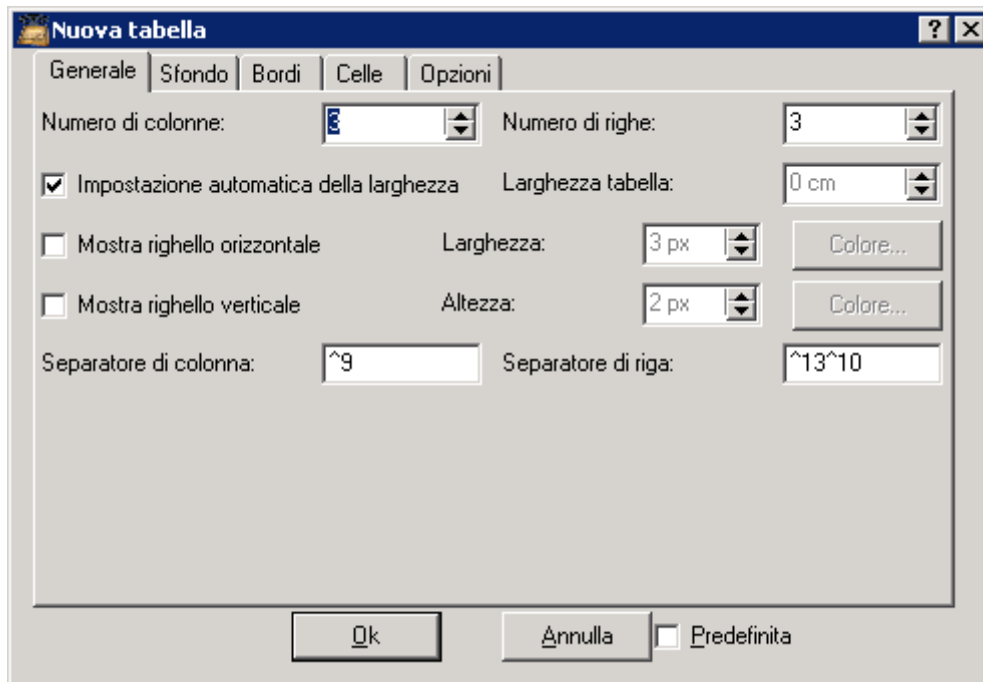 Nuova tabella
Generale Sfondo Bordi Celle Opzioni
Numero di colonne: 3 Numero di righe: 3
Impostazione automatica della larghezza Larghezza tabella: 0 cm
Mostra righello orizzontale Larghezza: 3 px Colore...
Mostra righello verticale Altezza: 2 px Colore...
Separatore di colonna: ^9 Separatore di riga: ^13^10
Ok Annulla Predefinita